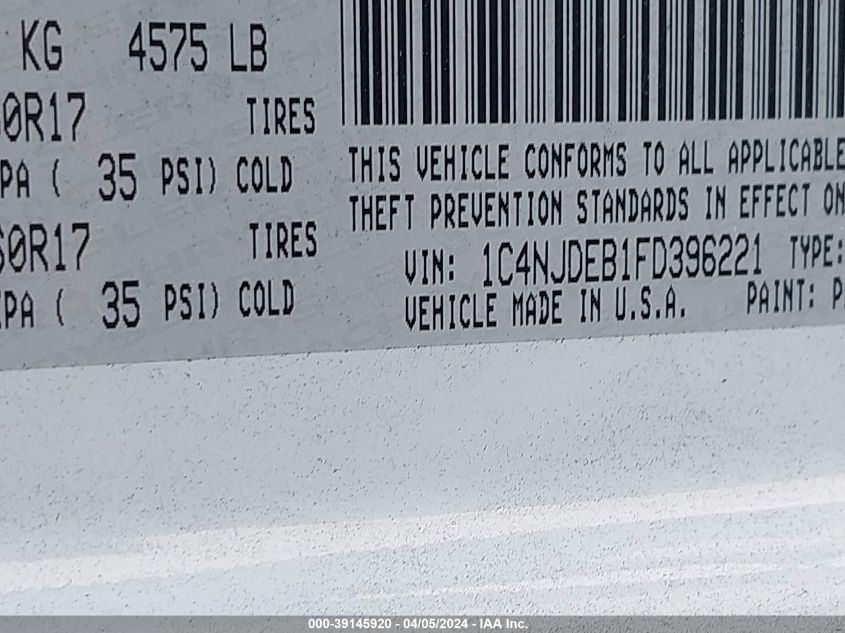 KG 4575 LB
0R17 TIRES
PA ( 35 PSI) COLD
60R17 TIRES
PA ( 35 PSI) COLD
THIS VEHICLE CONFORMS TO ALL APPLICABLE
THEFT PREVENTION STANDARDS IN EFFECT ON
VIN: 1C4NJDEB1FD396221 TYPE:
VEHICLE MADE IN U.S.A. PAINT: P
000-39145920 - 04/05/2024 - IAA Inc.